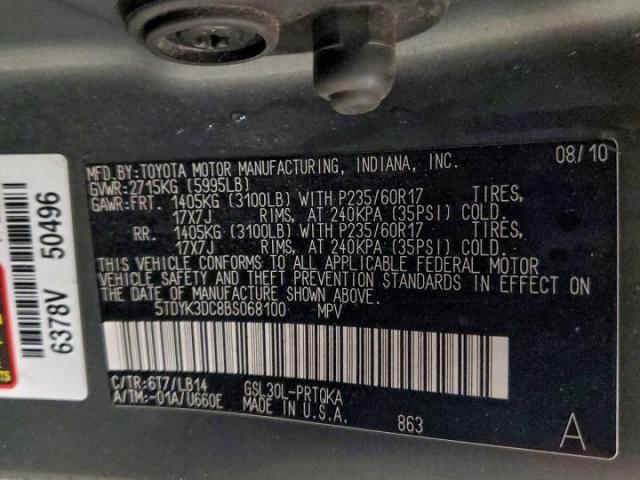 MFD.BY:TOYOTA MOTOR MANUFACTURING, INDIANA, INC. 08/10
GVWR:2715KG (5995LB)
GAWR:FRT. 1405KG (3100LB) WITH P235/60R17 TIRES,
17X7J RIMS, AT 240KPA (35PSI) COLD.
RR. 1405KG (3100LB) WITH P235/60R17 TIRES,
17X7J RIMS, AT 240KPA (35PSI) COLD.
THIS VEHICLE CONFORMS TO ALL APPLICABLE FEDERAL MOTOR
VEHICLE SAFETY AND THEFT PREVENTION STANDARDS IN EFFECT ON
THE DATE OF MANUFACTURE SHOWN ABOVE.
5TDYK3DC8BS068100 MPV
C/TR:6T7/LB14 GSL30L-PRTQKA
A/TM:-01A/U660E MADE IN U.S.A.
863
A
6378V 50496